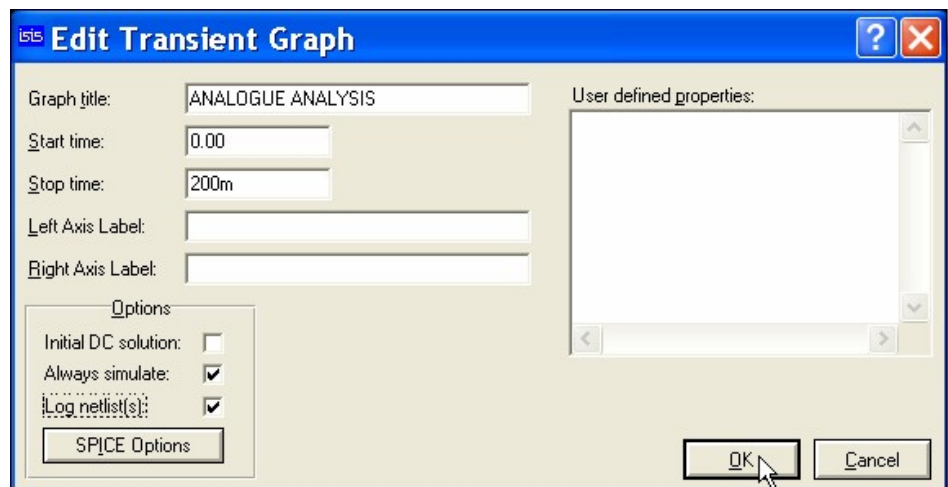 isis Edit Transient Graph
Graph title: ANALOGUE ANALYSIS
Start time: 0.00
Stop time: 200m
Left Axis Label:
Right Axis Label:
Options
Initial DC solution:
Always simulate:
Log netlist(s):
SPICE Options
User defined properties:
OK
Cancel